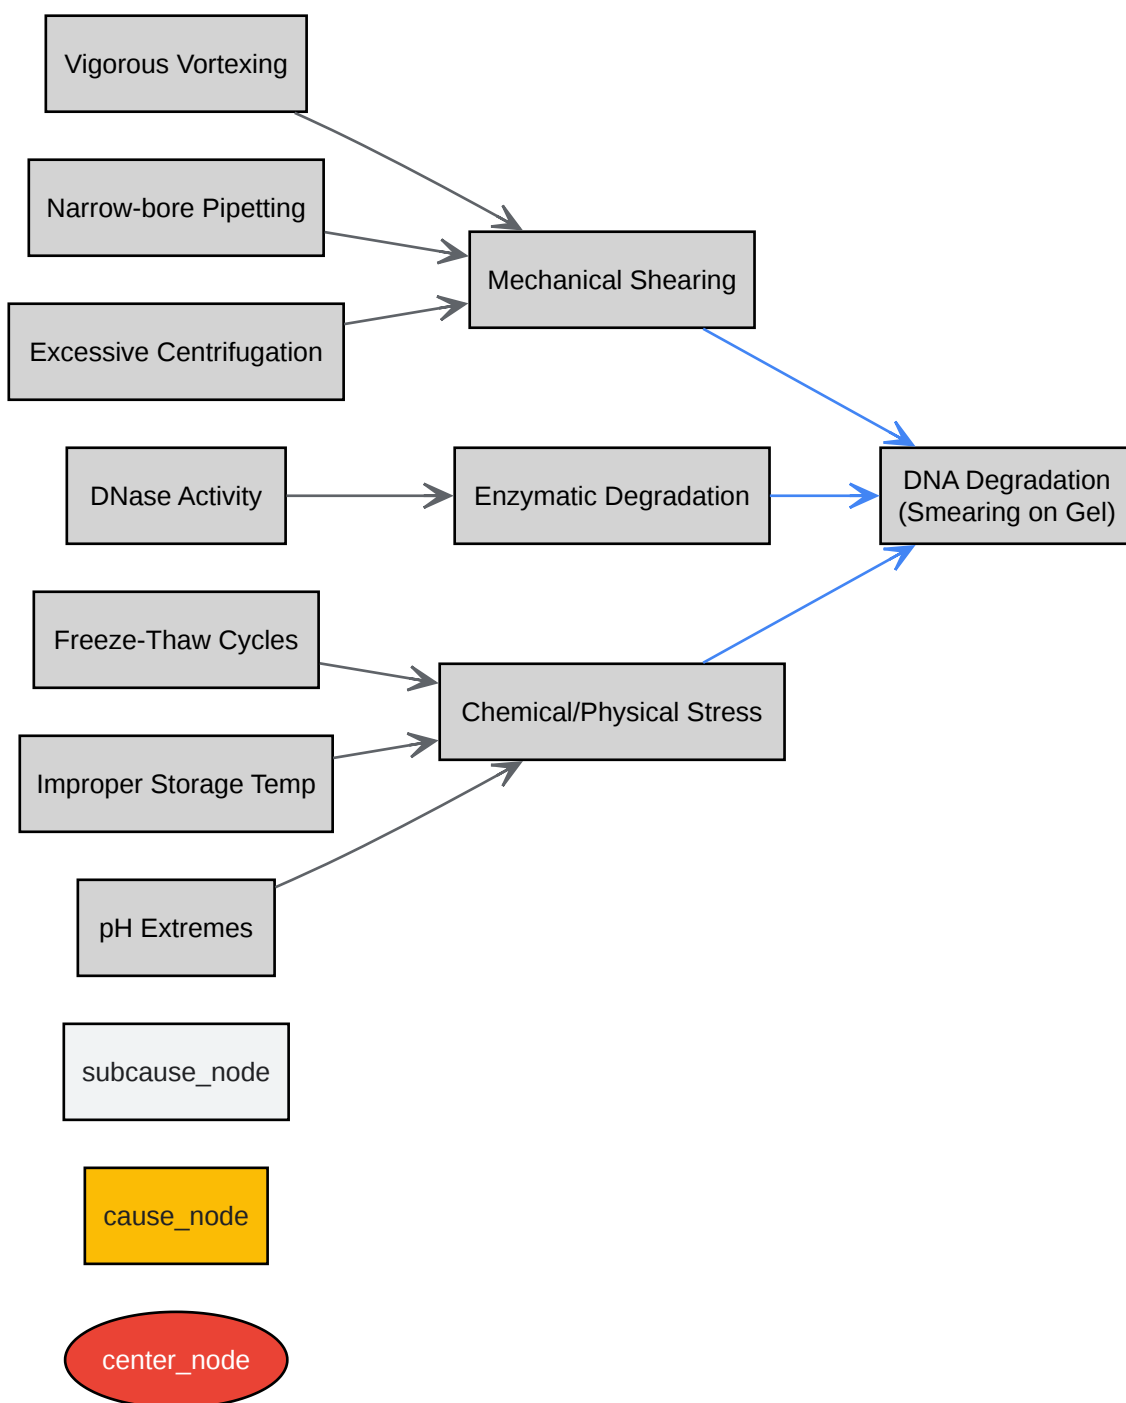 Vigorous Vortexing
Narrow-bore Pipetting
Mechanical Shearing
Excessive Centrifugation
DNase Activity
Enzymatic Degradation
DNA Degradation
(Smearing on Gel)
Freeze-Thaw Cycles
Chemical/Physical Stress
Improper Storage Temp
pH Extremes
subcause_node
cause_node
center_node